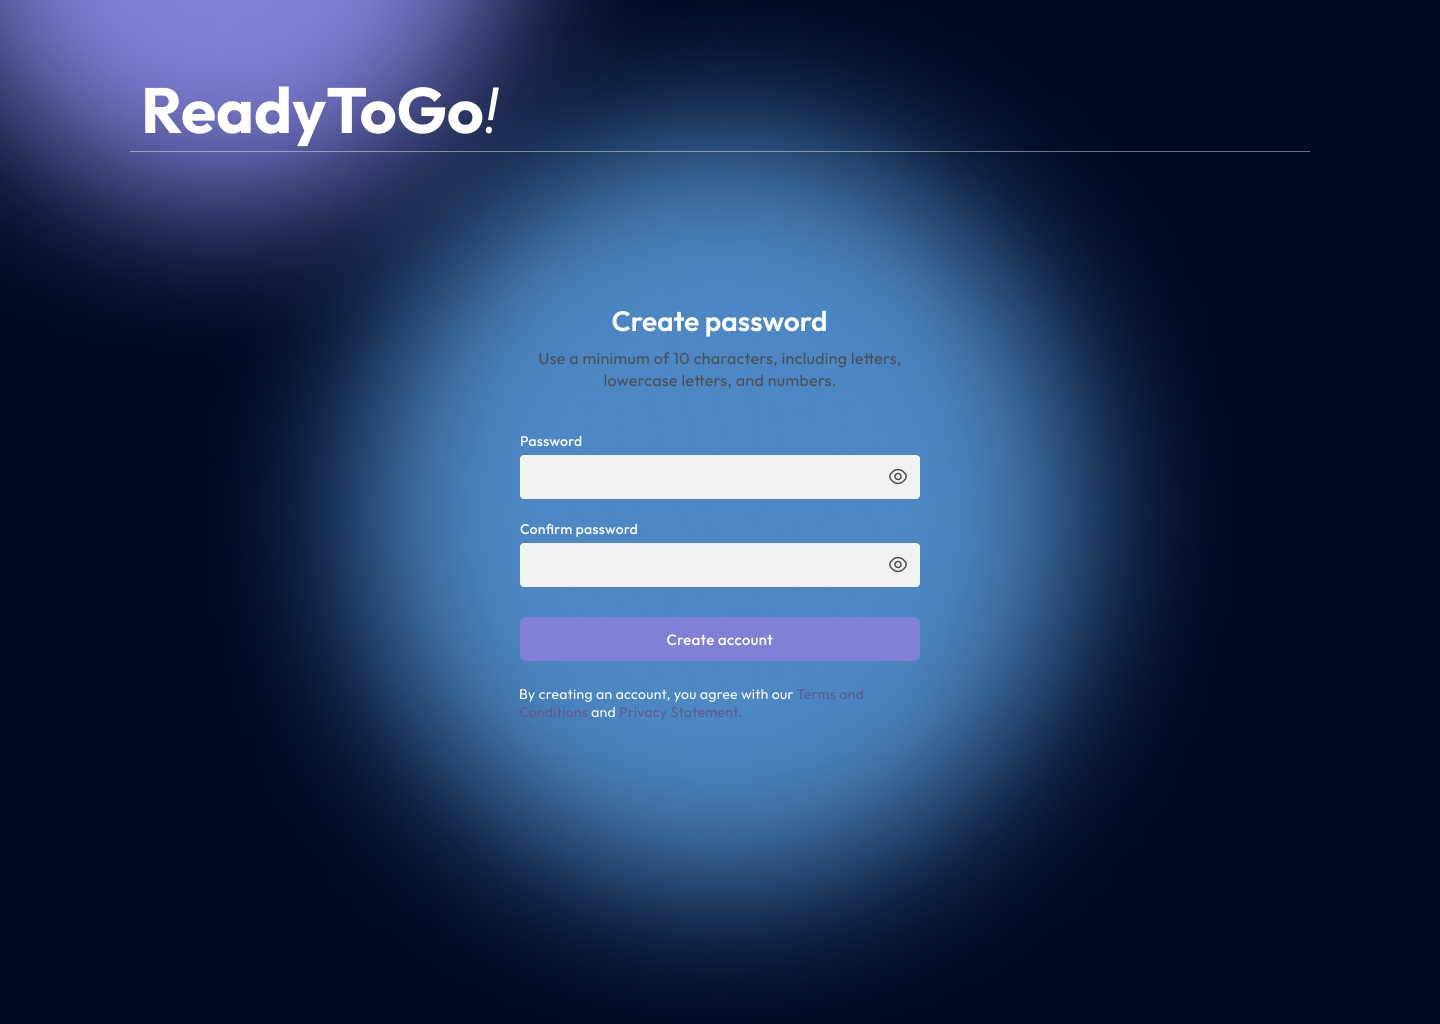 ReadyToGo!
Create password
Use a minimum of 10 characters, including letters,
lowercase letters, and numbers.
Password
Confirm password
Create account
By creating an account, you agree with our Terms and
Conditions and Privacy Statement.